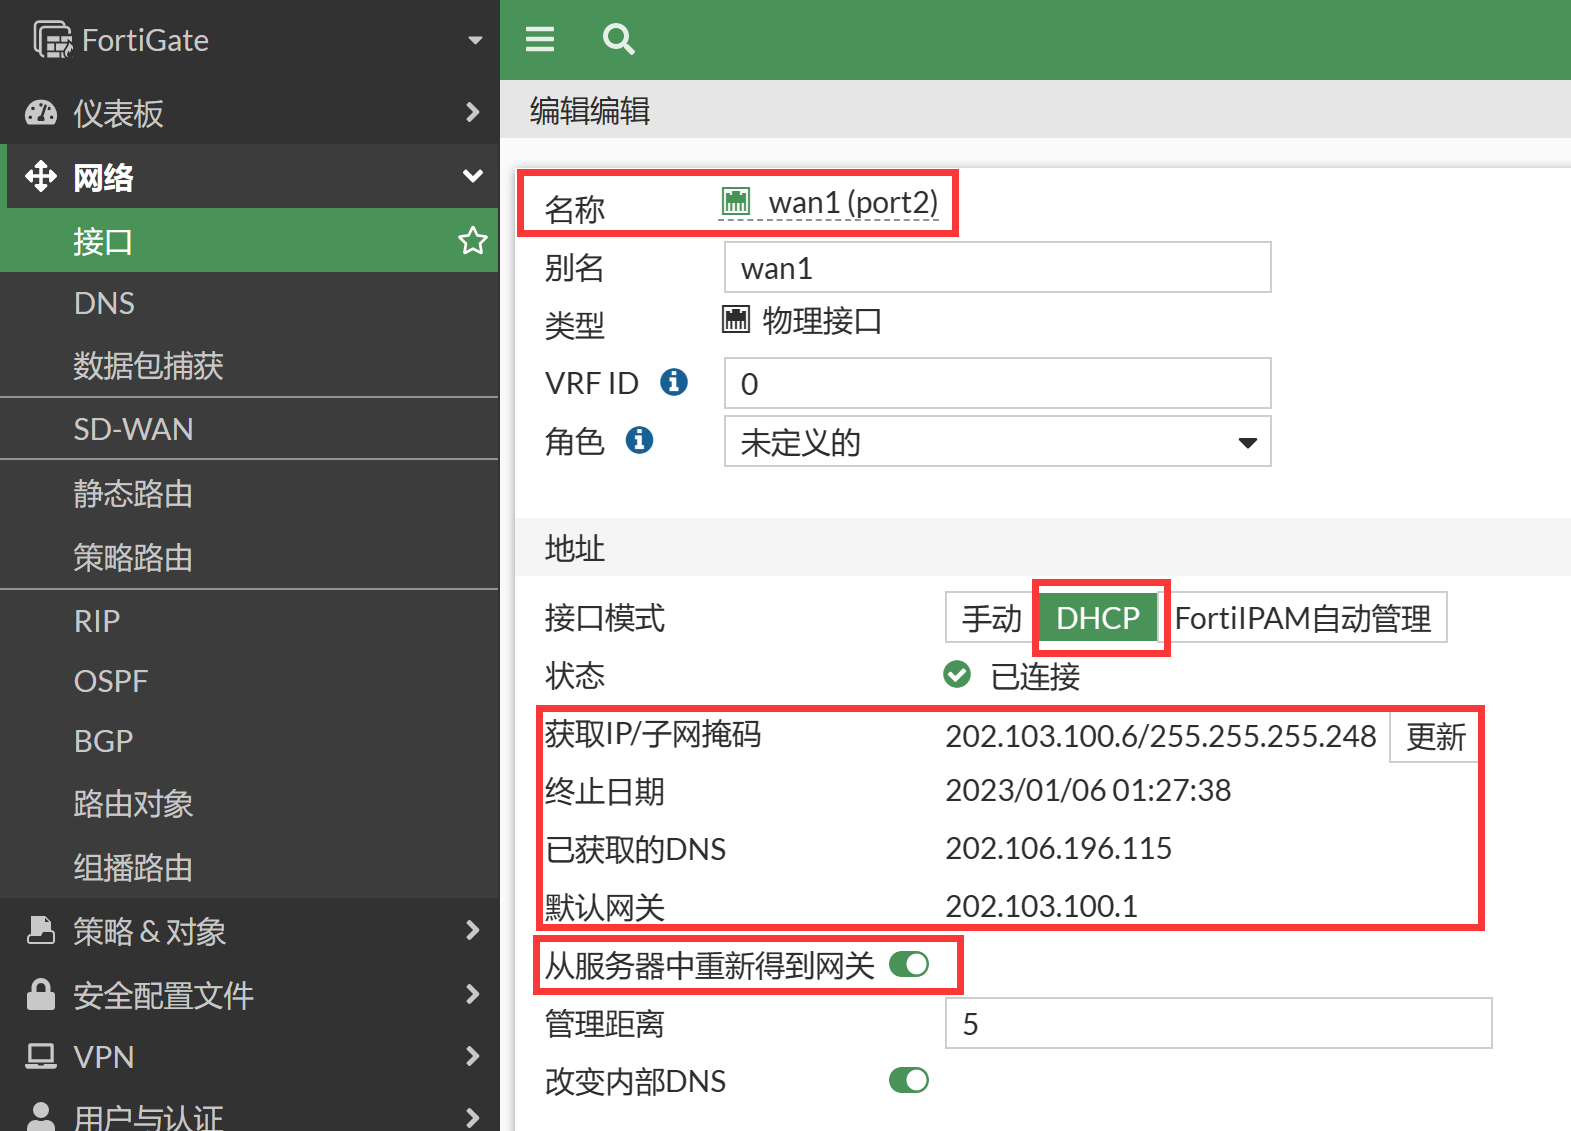 FortiGate
仪表板
网络
接口
DNS
数据包捕获
SD-WAN
静态路由
策略路由
RIP
OSPF
BGP
路由对象
组播路由
策略 & 对象
安全配置文件
VPN
用户与认证
编辑编辑
名称 wan1 (port2)
别名 wan1
类型 物理接口
VRF ID 0
角色 未定义的
地址
接口模式 手动 DHCP FortiIPAM自动管理
状态 已连接
获取IP/子网掩码 202.103.100.6/255.255.255.248 更新
终止日期 2023/01/06 01:27:38
已获取的DNS 202.106.196.115
默认网关 202.103.100.1
从服务器中重新得到网关
管理距离 5
改变内部DNS